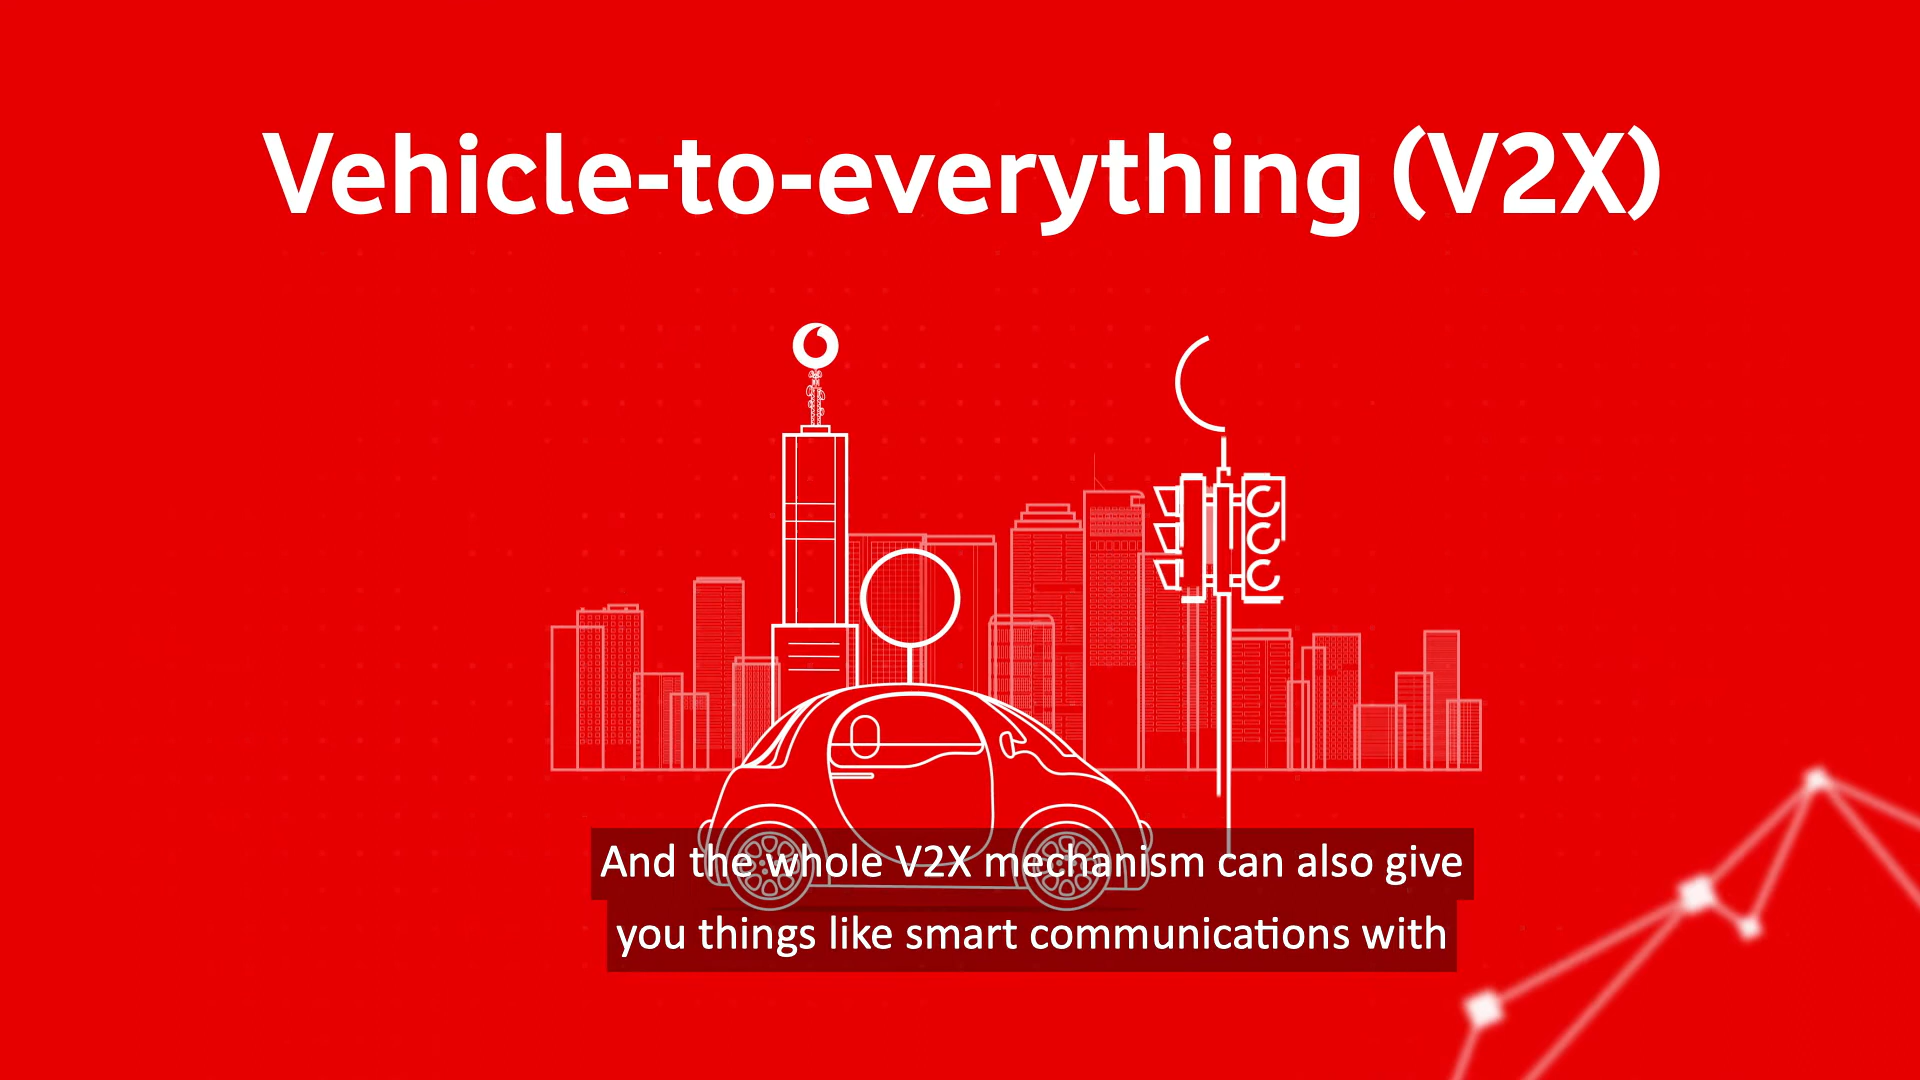 Vehicle-to-everything (V2X)
And the whole V2X mechanism can also give
you things like smart communications with